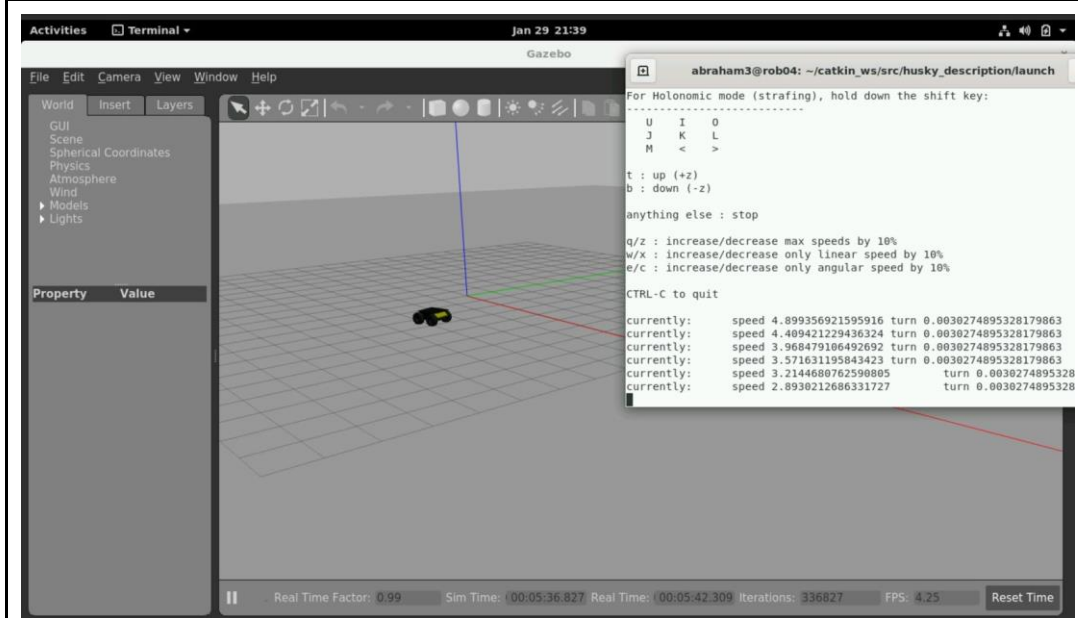 Activities Terminal Jan 29 21:39
Gazebo
File Edit Camera View Window Help
World Insert Layers
GUI
Scene
Spherical Coordinates
Physics
Atmosphere
Wind
Models
Lights
Property Value
abraham3@rob04: ~/catkin_ws/src/husky_description/launch
For Holonomic mode (strafing), hold down the shift key:
---------------------------
U I O
J K L
M < >
t : up (+z)
b : down (-z)
anything else : stop
q/z : increase/decrease max speeds by 10%
w/x : increase/decrease only linear speed by 10%
e/c : increase/decrease only angular speed by 10%
CTRL-C to quit
currently: speed 4.899356921595916 turn 0.0030274895328179863
currently: speed 4.409421229436324 turn 0.0030274895328179863
currently: speed 3.968479106492692 turn 0.0030274895328179863
currently: speed 3.571631195843423 turn 0.0030274895328179863
currently: speed 3.2144680762590805 turn 0.0030274895328
currently: speed 2.8930212686331727 turn 0.0030274895328
Real Time Factor: 0.99 Sim Time: 00:05:36.827 Real Time: 00:05:42.309 Iterations: 336827 FPS: 4.25 Reset Time